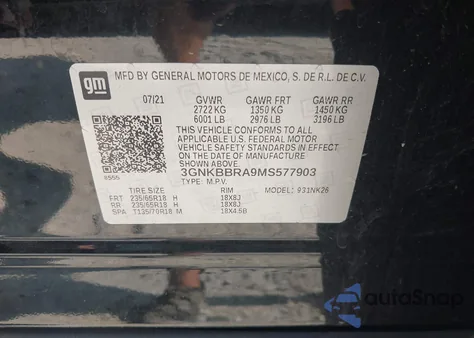 gm
MFD BY GENERAL MOTORS DE MEXICO, S. DE R.L. DE C.V.
07/21 GVWR GAWR FRT GAWR RR
2722 KG 1350 KG 1450 KG
6001 LB 2976 LB 3196 LB
THIS VEHICLE CONFORMS TO ALL
APPLICABLE U.S. FEDERAL MOTOR
VEHICLE SAFETY STANDARDS IN EFFECT
ON THE DATE OF MANUFACTURE
SHOWN ABOVE.
3GNKBBRA9MS577903
TYPE: M.P.V.
TIRE SIZE RIM MODEL: 931NK26
FRT 235/65R18 H 18X8J
RR 235/65R18 H 18X8J
SPA T135/70R18 M 18X4.5B
autoSnap